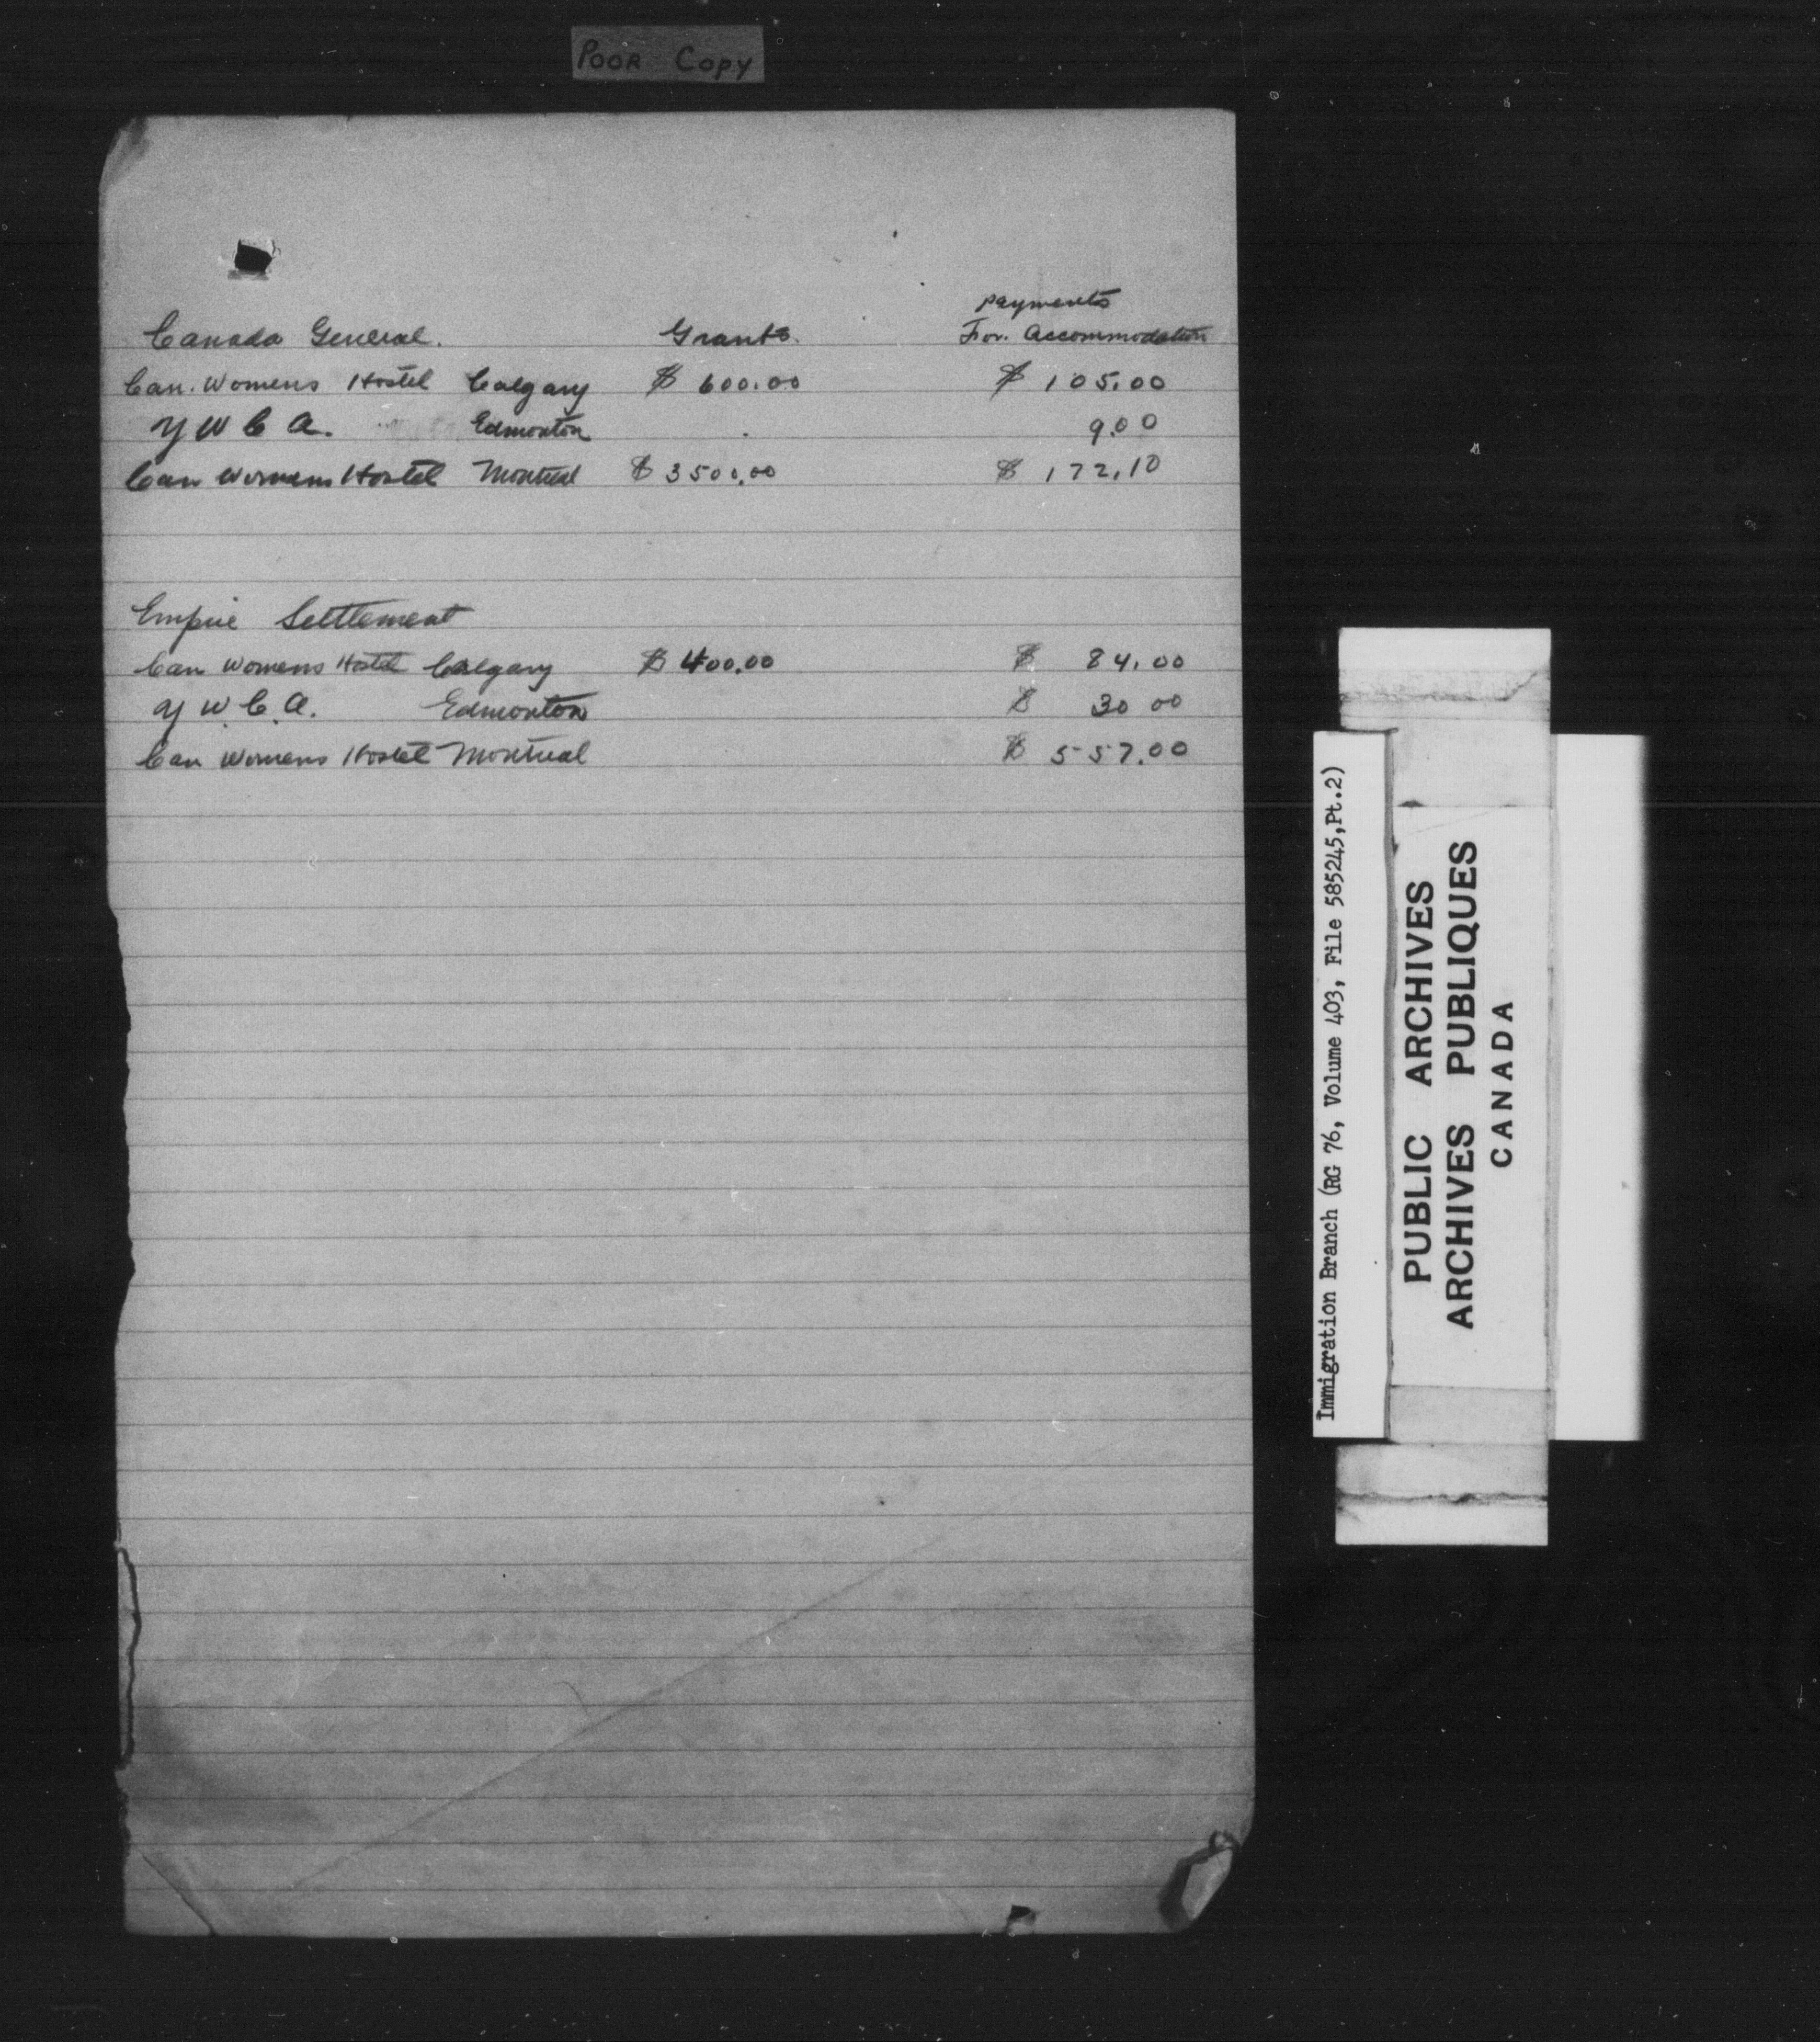 POOR COPY
payments
Canada General. Grants. For. Accommodation
Can. Womens Hostel Calgary $ 600.00 $ 105.00
Y W C A. Edmonton 9.00
Can Womens Hostel Montreal $ 3500.00 $ 172.10
Empire Settlement
Can Womens Hostel Calgary $ 400.00 $ 84.00
Y W. C. A. Edmonton $ 30 00
Can Womens Hostel Montreal $ 557.00
Immigration Branch (RG 76, Volume 403, File 585245,Pt.2)
PUBLIC ARCHIVES
ARCHIVES PUBLIQUES
CANADA